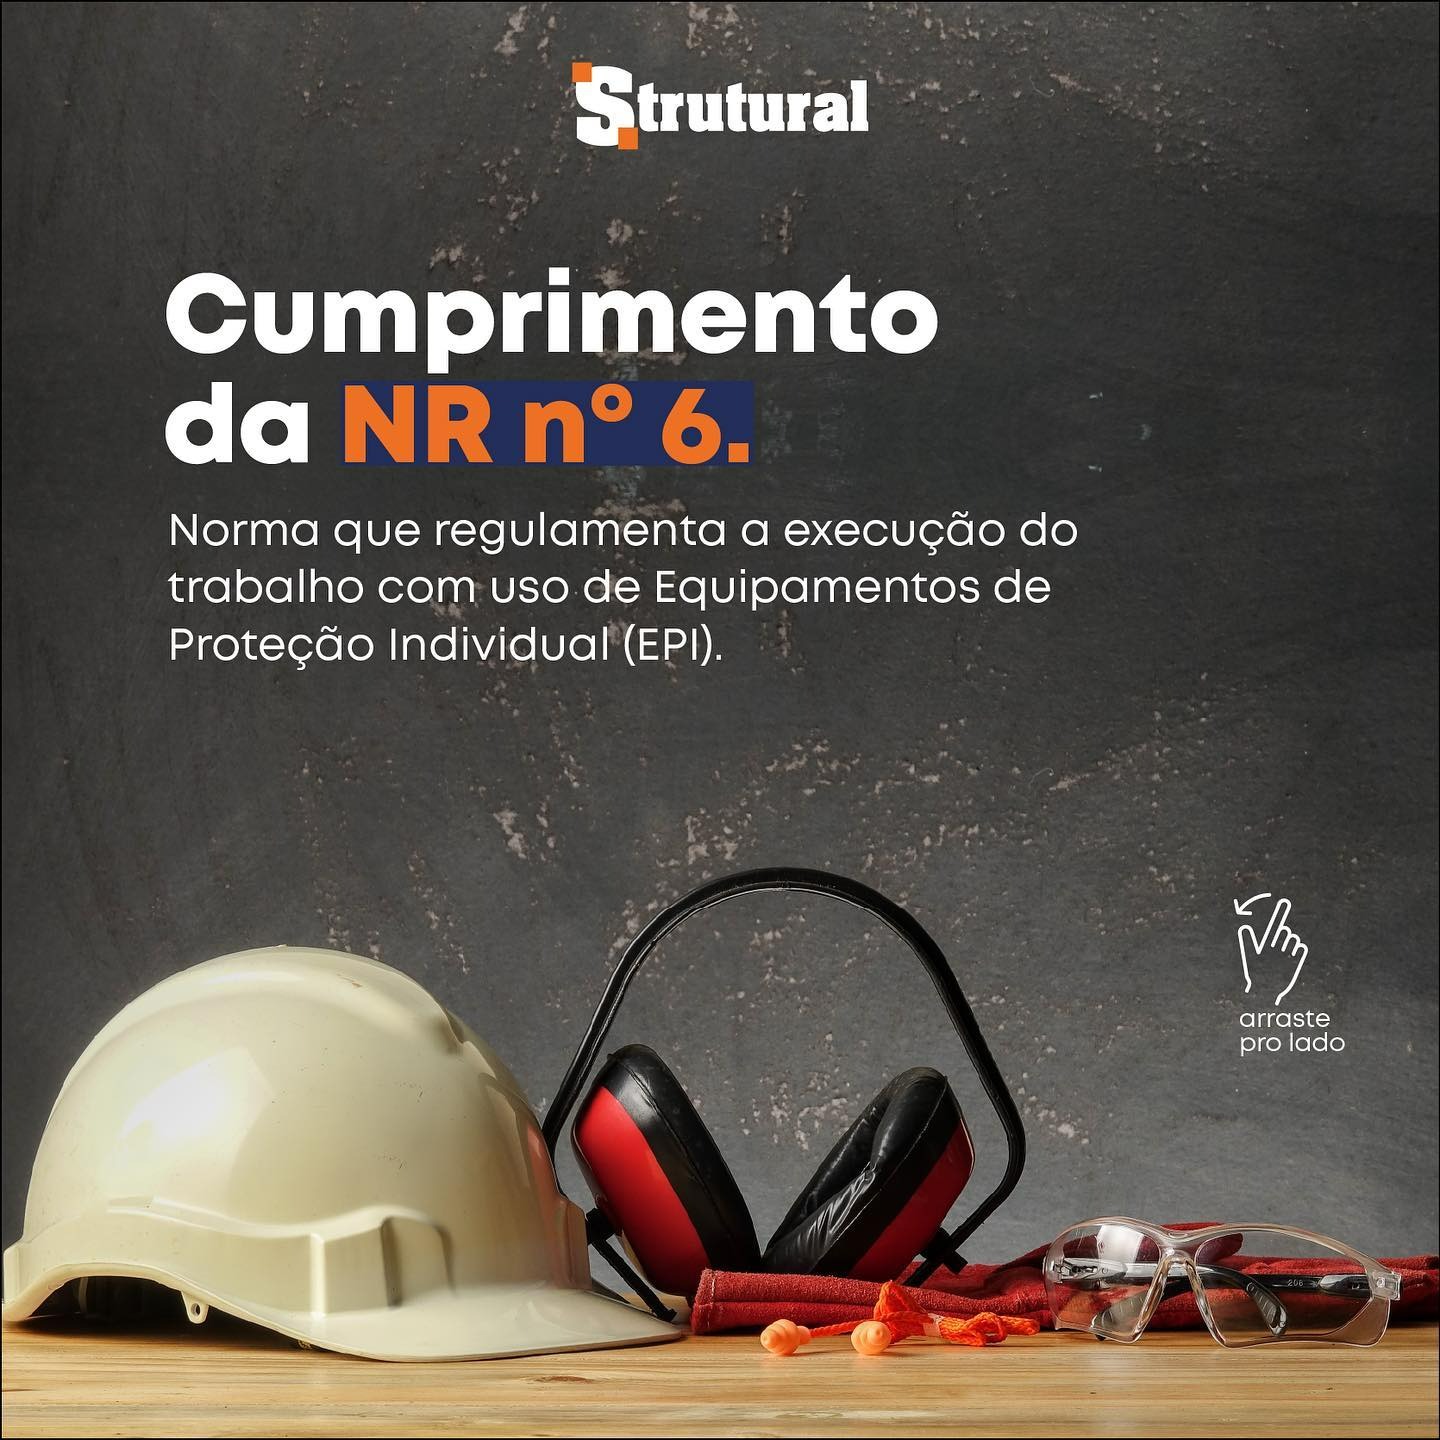 Strutural
Cumprimento
da NR nº 6.
Norma que regulamenta a execução do
trabalho com uso de Equipamentos de
Proteção Individual (EPI).
arraste
pro lado
206